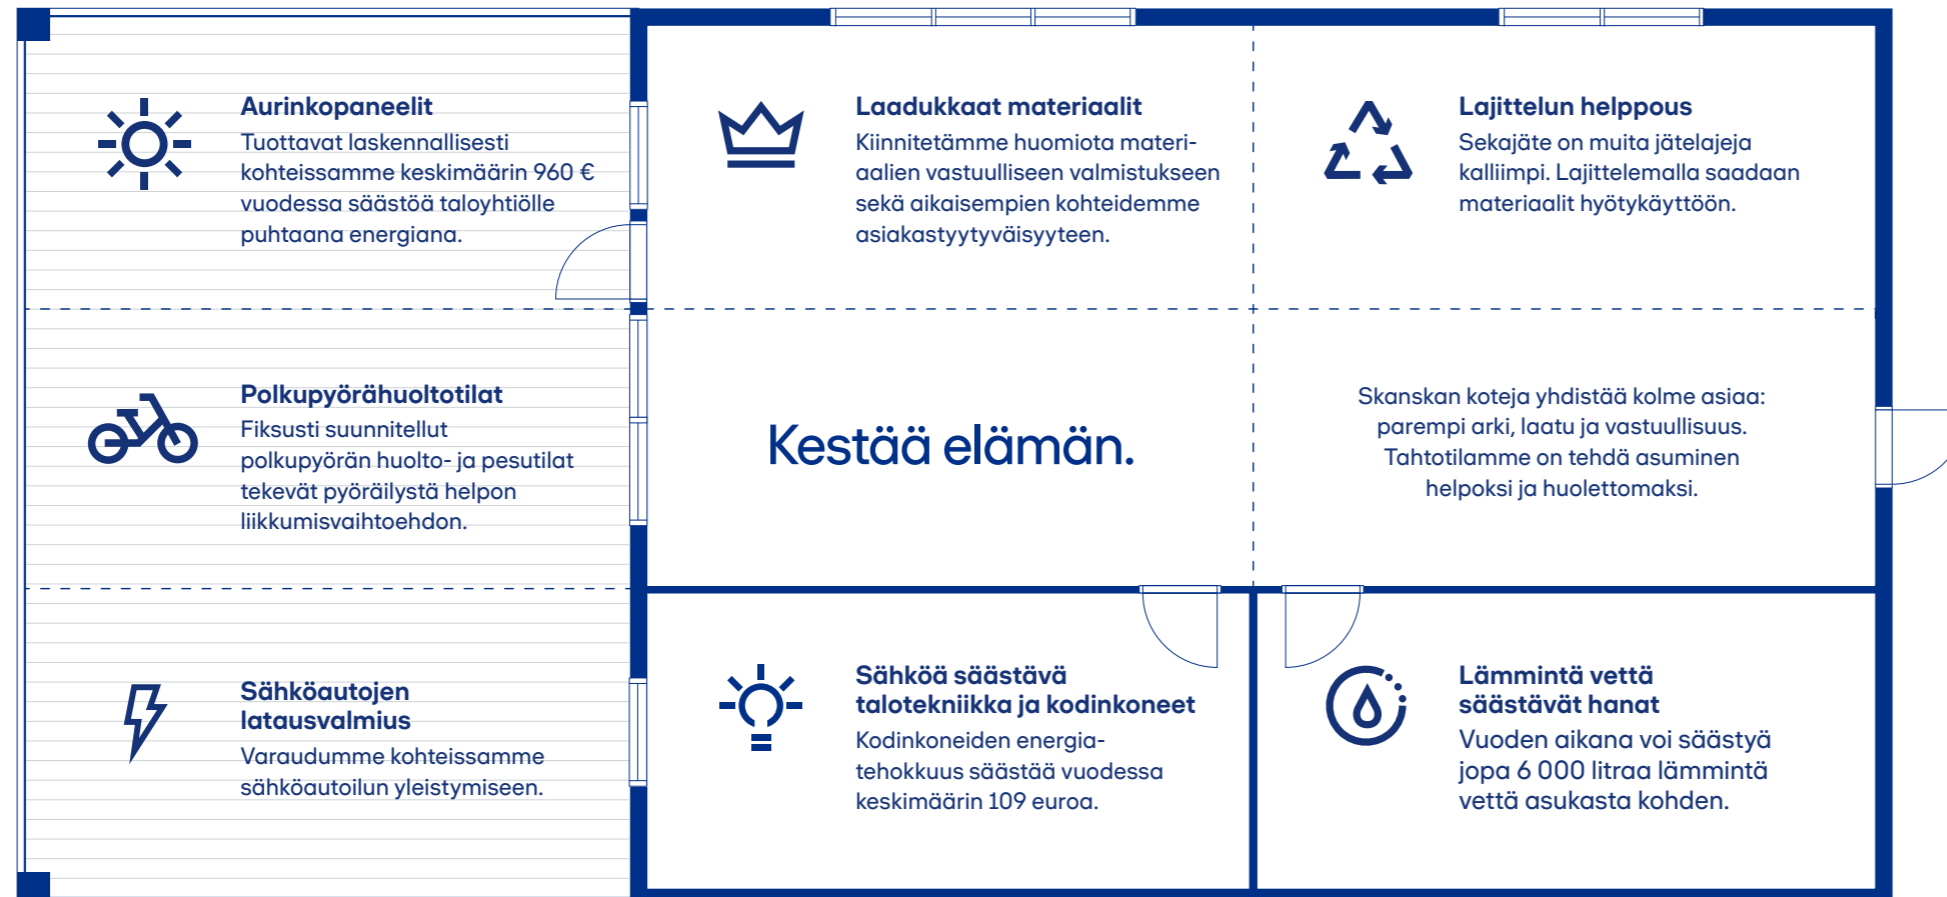 Aurinkopaneelit
Tuottavat laskennallisesti
kohteissamme keskimäärin 960 €
vuodessa säästöä taloyhtiölle
puhtaana energiana.
Laadukkaat materiaalit
Kiinnitetämme huomiota materi-
aalien vastuulliseen valmistukseen
sekä aikaisempien kohteidemme
asiakastyytyväisyyteen.
Lajittelun helppous
Sekajäte on muita jätelajeja
kalliimpi. Lajittelemalla saadaan
materiaalit hyötykäyttöön.
Polkupyörähuoltotilat
Fiksusti suunnitellut
polkupyörän huolto- ja pesutilat
tekevät pyöräilystä helpon
liikkumisvaihtoehdon.
Kestää elämän.
Skanskan koteja yhdistää kolme asiaa:
parempi arki, laatu ja vastuullisuus.
Tahtotilamme on tehdä asuminen
helpoksi ja huolettomaksi.
Sähköautojen
latausvalmius
Varaudumme kohteissamme
sähköautoilun yleistymiseen.
Sähköä säästävä
talotekniikka ja kodinkoneet
Kodinkoneiden energia-
tehokkuus säästää vuodessa
keskimäärin 109 euroa.
Lämmintä vettä
säästävät hanat
Vuoden aikana voi säästyä
jopa 6 000 litraa lämmintä
vettä asukasta kohden.